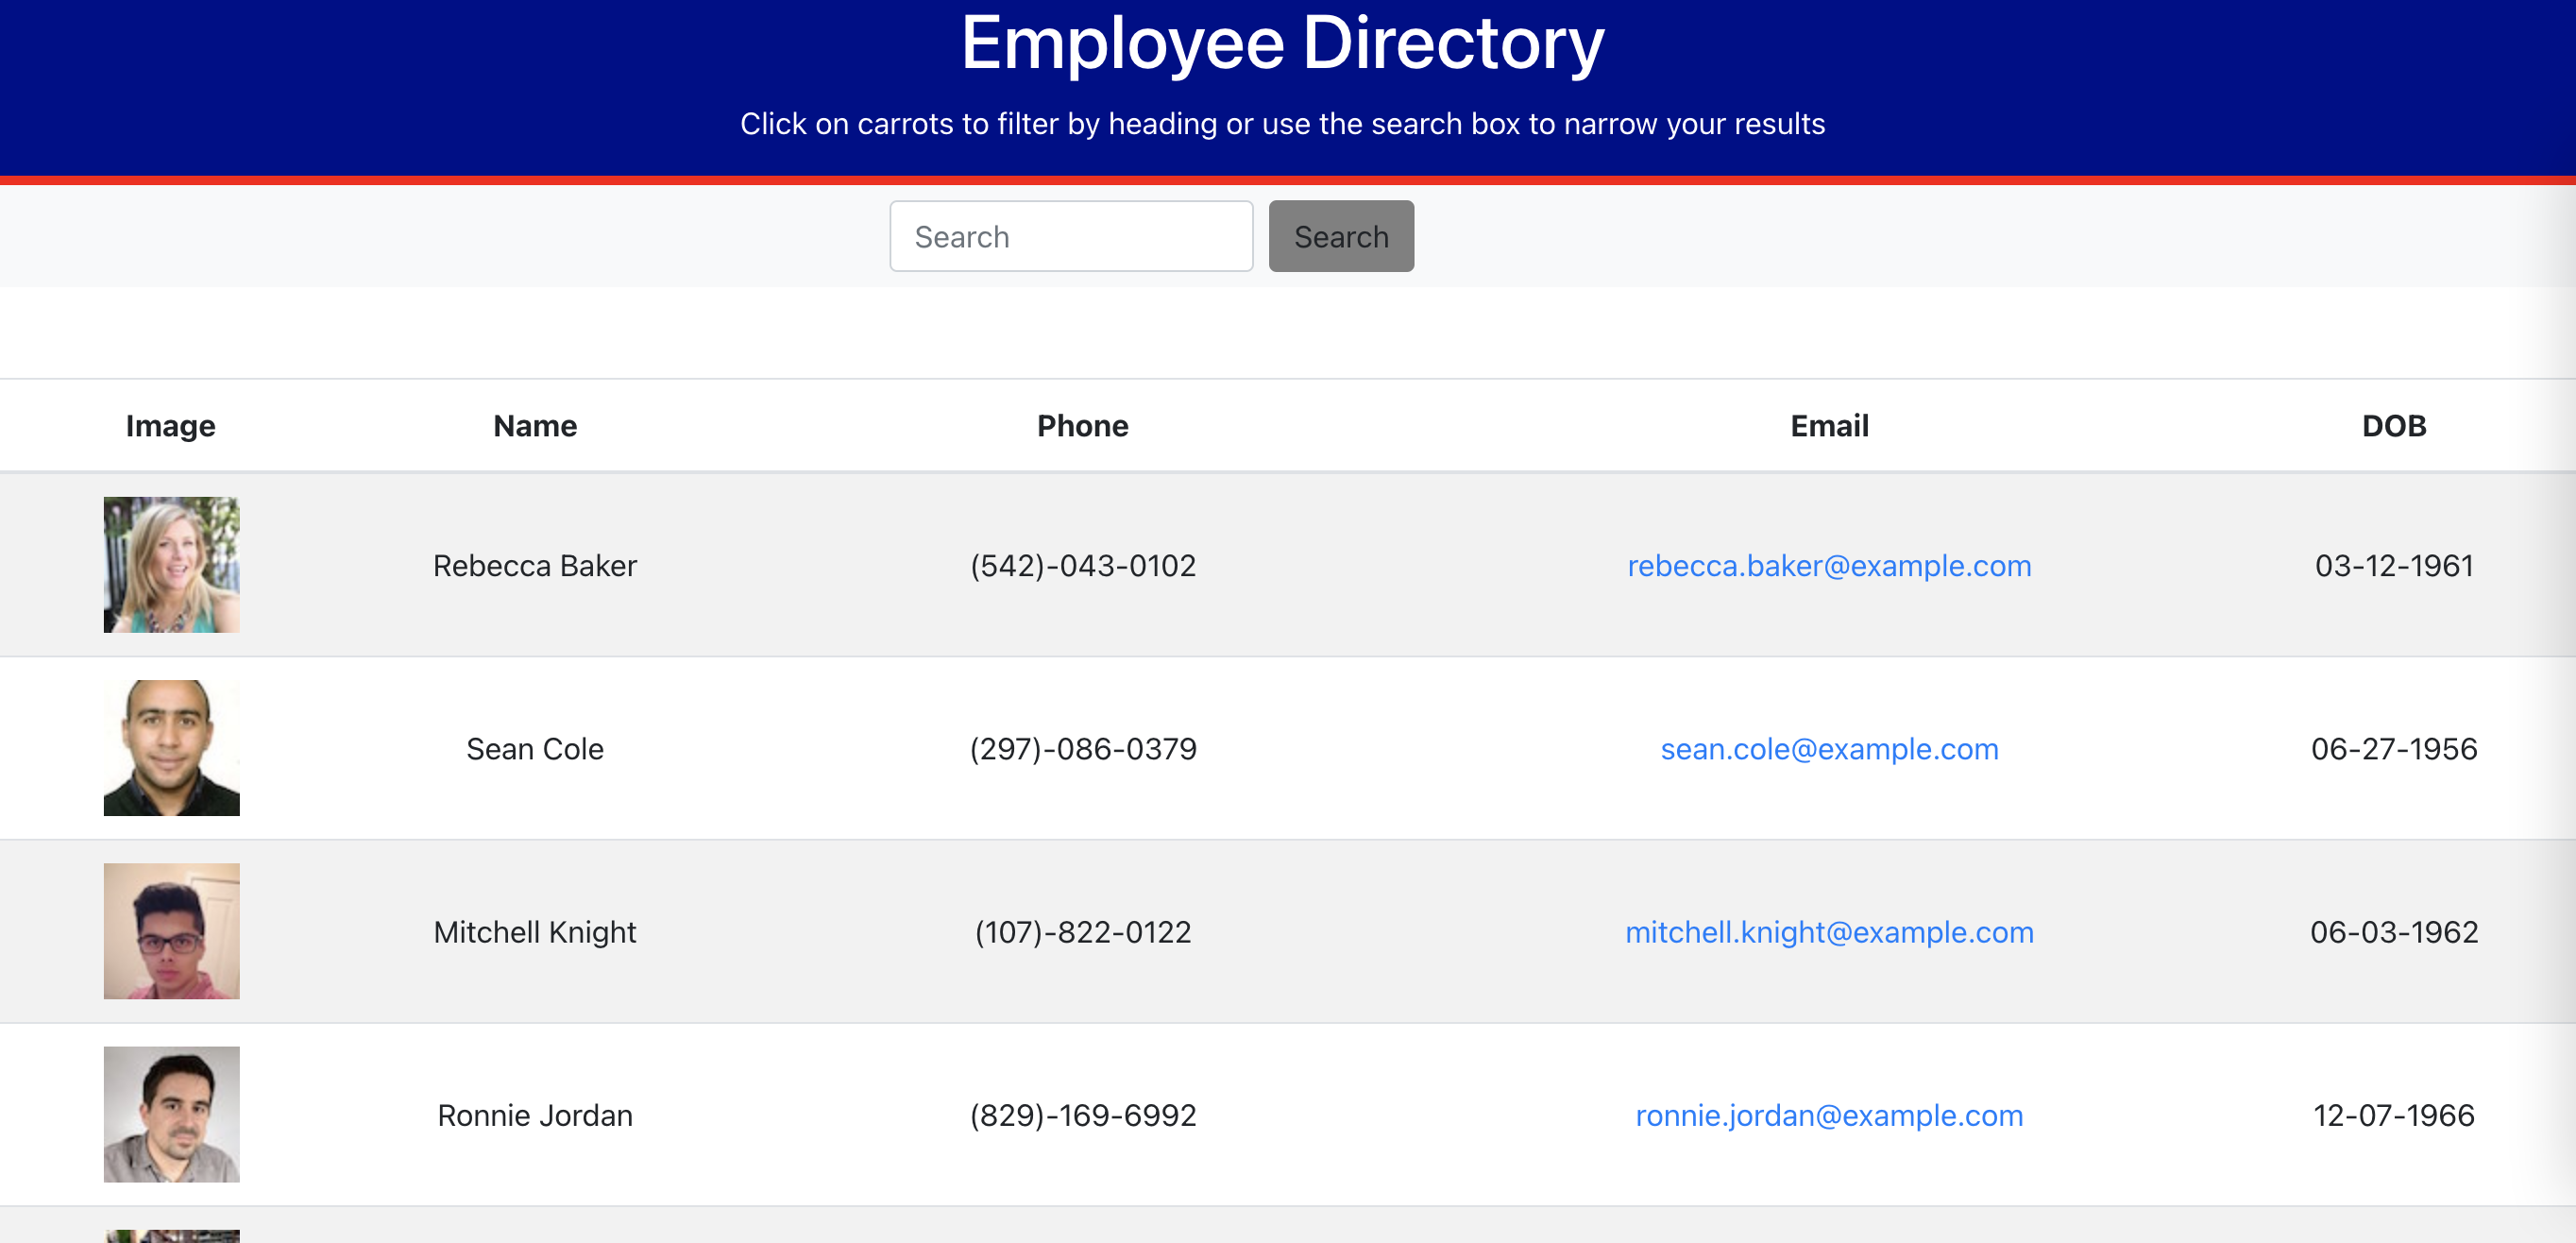 Employee Directory
Click on carrots to filter by heading or use the search box to narrow your results
Search Search
Image Name Phone Email DOB
Rebecca Baker (542)-043-0102 rebecca.baker@example.com 03-12-1961
Sean Cole (297)-086-0379 sean.cole@example.com 06-27-1956
Mitchell Knight (107)-822-0122 mitchell.knight@example.com 06-03-1962
Ronnie Jordan (829)-169-6992 ronnie.jordan@example.com 12-07-1966